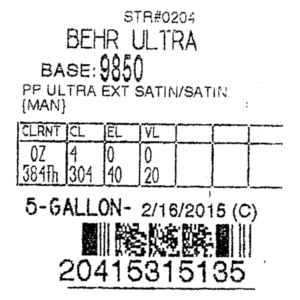 STR#0204
BEHR ULTRA
BASE: 9850
PP ULTRA EXT SATIN/SATIN
{MAN}
CLRNT CL EL VL
OZ 4 0 0
384Th 304 40 20
5-GALLON- 2/16/2015 (C)
20415315135